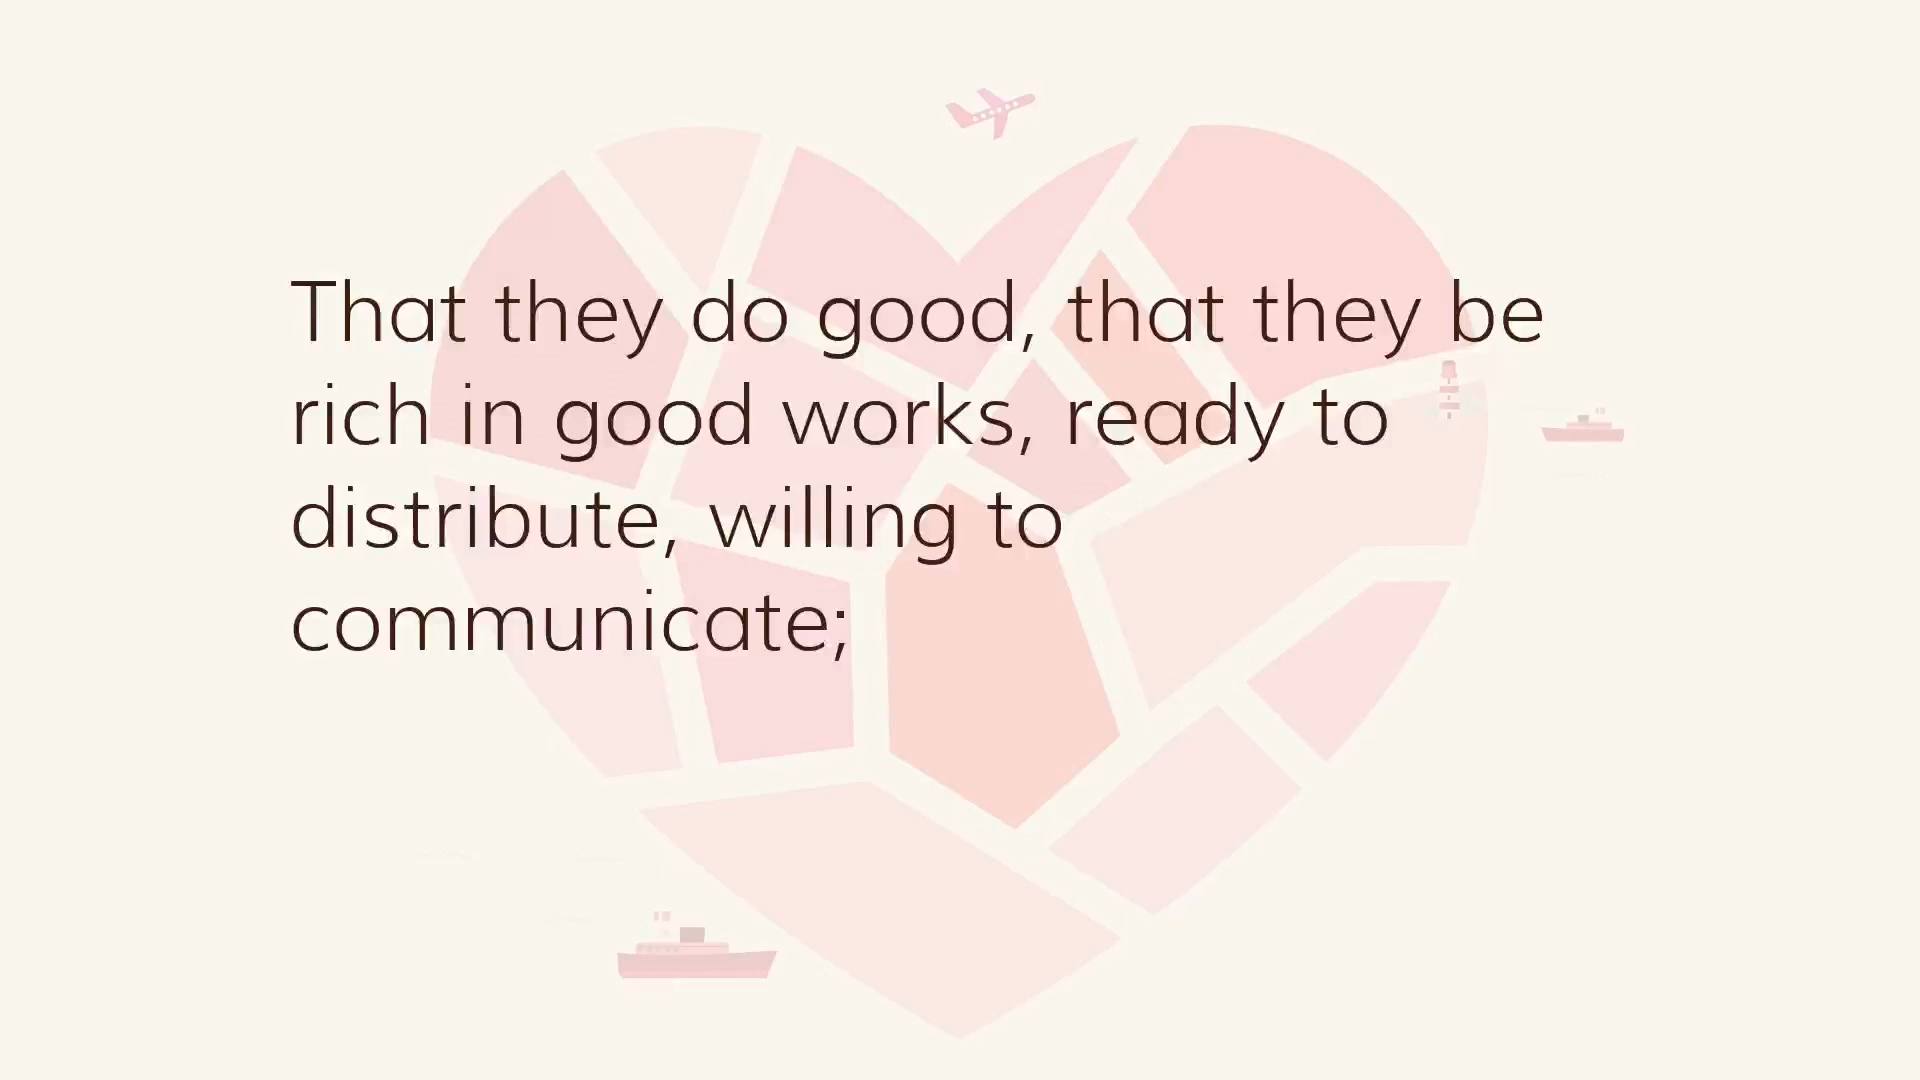 That they do good, that they be
rich in good works, ready to
distribute, willing to
communicate;